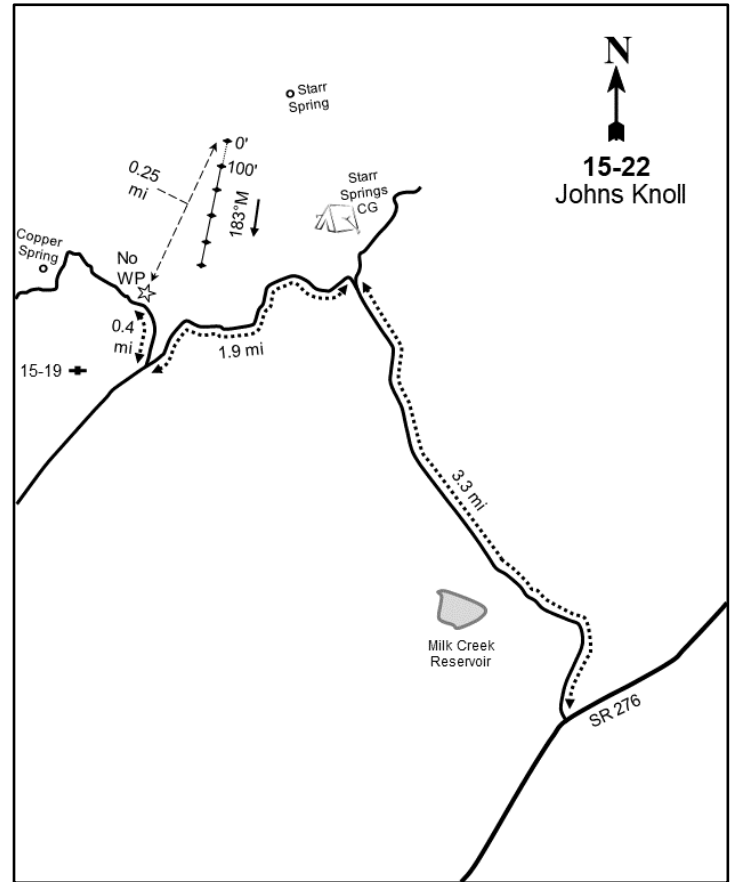 N
15-22
Johns Knoll
Starr
Spring
0'
100'
0.25
mi
183°M
Starr
Springs
CG
Copper
Spring
No
WP
0.4
mi
1.9 mi
15-19
3.3 mi
Milk Creek
Reservoir
SR 276